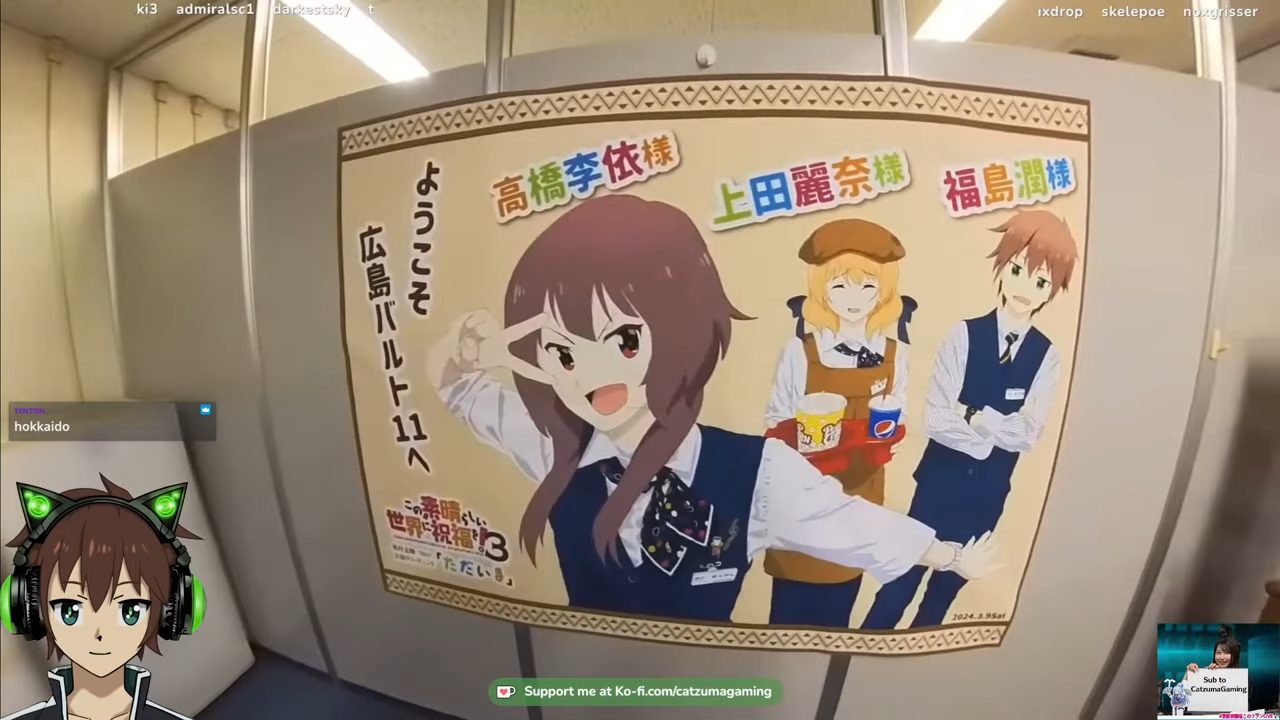 ki3 admiralsc1 darkestsky_t
ixdrop skelepoe noxgrisser
高橋李依様
上田麗奈様
福島潤様
ようこそ
広島バルト11へ
この素晴らしい
世界に祝福を!3
「ただいま」
2024.3.9Sat
TENTON_
hokkaido
Support me at Ko-fi.com/catzumagaming
Sub to
CatzumaGaming